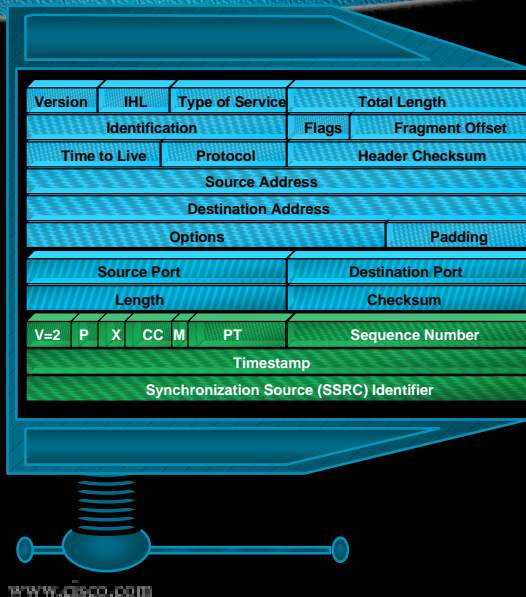 Version IHL Type of Service Total Length
Identification Flags Fragment Offset
Time to Live Protocol Header Checksum
Source Address
Destination Address
Options Padding
Source Port Destination Port
Length Checksum
V=2 P X CC M PT Sequence Number
Timestamp
Synchronization Source (SSRC) Identifier
www.cisco.com